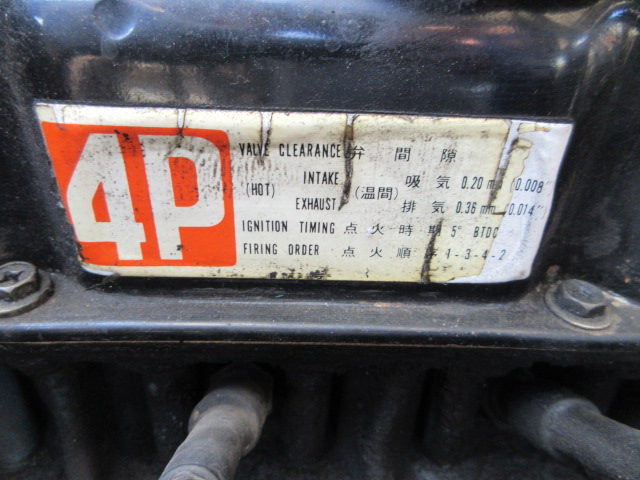 4P
VALVE CLEARANCE 弁間隙
(HOT) INTAKE (温間) 吸気 0.20 mm (0.008"
EXHAUST 排気 0.36 mm (0.014"
IGNITION TIMING 点火時期 5° BTDC
FIRING ORDER 点火順序 1-3-4-2